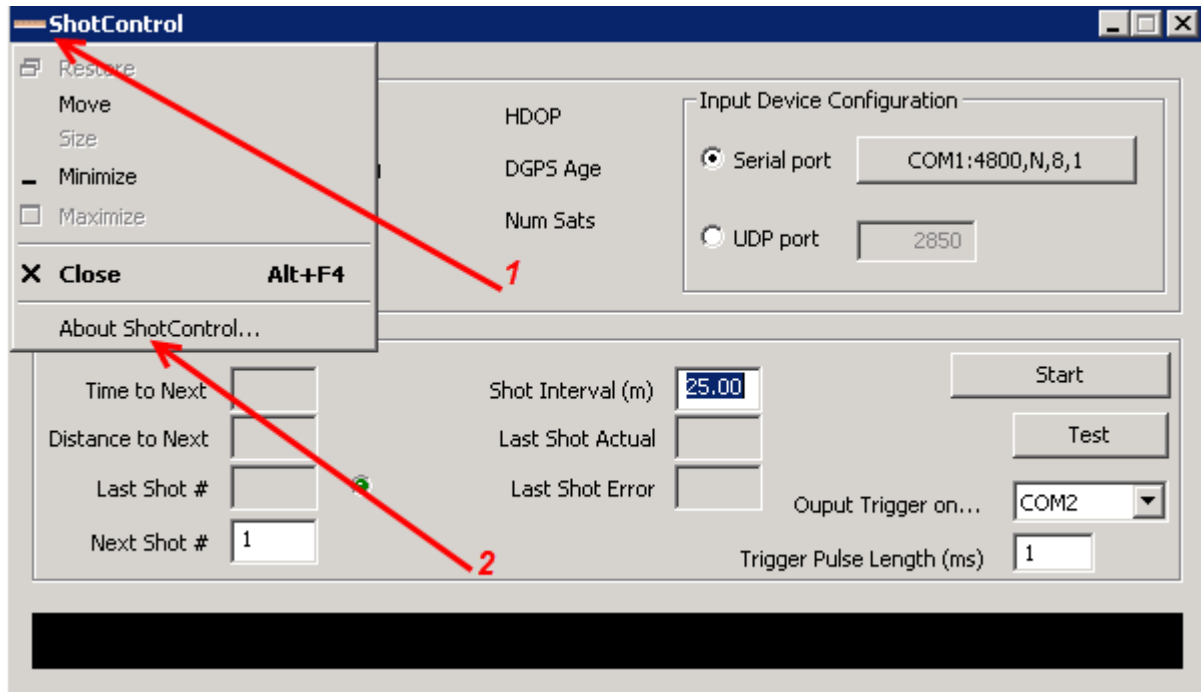 ShotControl
Restore
Move
Size
Minimize
Maximize
Close Alt+F4
About ShotControl...
HDOP
DGPS Age
Num Sats
1
Input Device Configuration
Serial port COM1:4800,N,8,1
UDP port 2850
Time to Next
Distance to Next
Last Shot #
Next Shot # 1
2
Shot Interval (m) 25.00
Last Shot Actual
Last Shot Error
Start
Test
Ouput Trigger on... COM2
Trigger Pulse Length (ms) 1